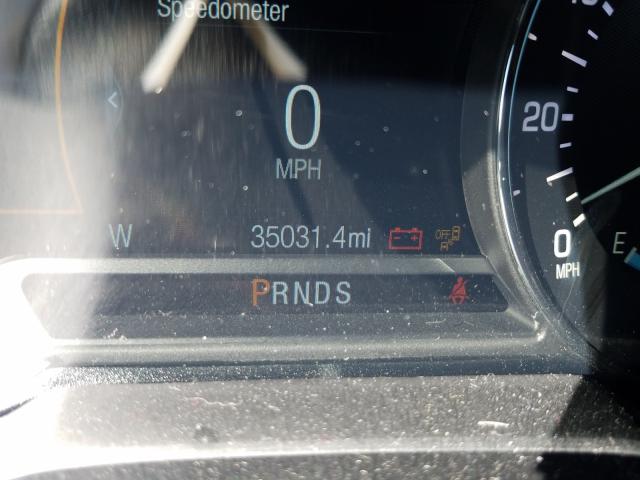 Speedometer
0
MPH
20
W 35031.4mi OFF
0
MPH
E
PRNDS